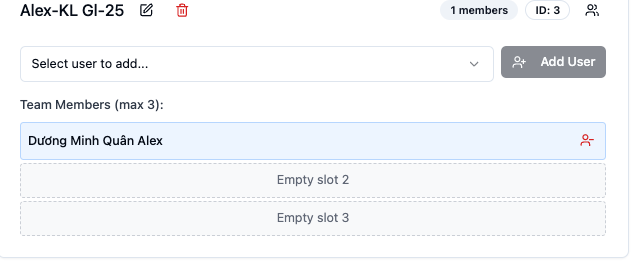 Alex-KL GI-25
1 members
ID: 3
Select user to add...
Add User
Team Members (max 3):
Dương Minh Quân Alex
Empty slot 2
Empty slot 3